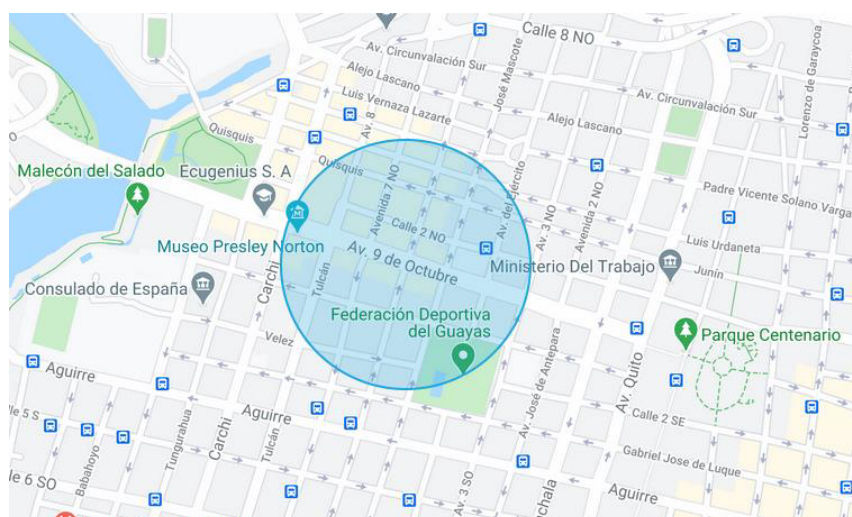 Calle 8 NO
Av. Circunvalación Sur
Alejo Lascano
José Mascote
Lorenzo de Garaycoa
Luis Vernaza Lazarte
Av. 8
Av. Circunvalación Sur
Alejo Lascano
Quisquis
Malecón del Salado
Ecugenius S. A
Quisquis
Avenida 7 NO
Av. del Ejército
Av. 3 NO
Avenida 2 NO
Padre Vicente Solano Varga
Museo Presley Norton
Calle 2 NO
Luis Urdaneta
Av. 9 de Octubre
Ministerio Del Trabajo
Junín
Consulado de España
Carchi
Tulcán
Federación Deportiva
del Guayas
Velez
Parque Centenario
Aguirre
Av. José de Antepara
Av. Quito
Aguirre
Calle 2 SE
alle 5 S
Tungurahua
Carchi
Tulcán
Gabriel Jose de Luque
Babahoyo
Av. 3 SO
chala
Aguirre
e 6 SO